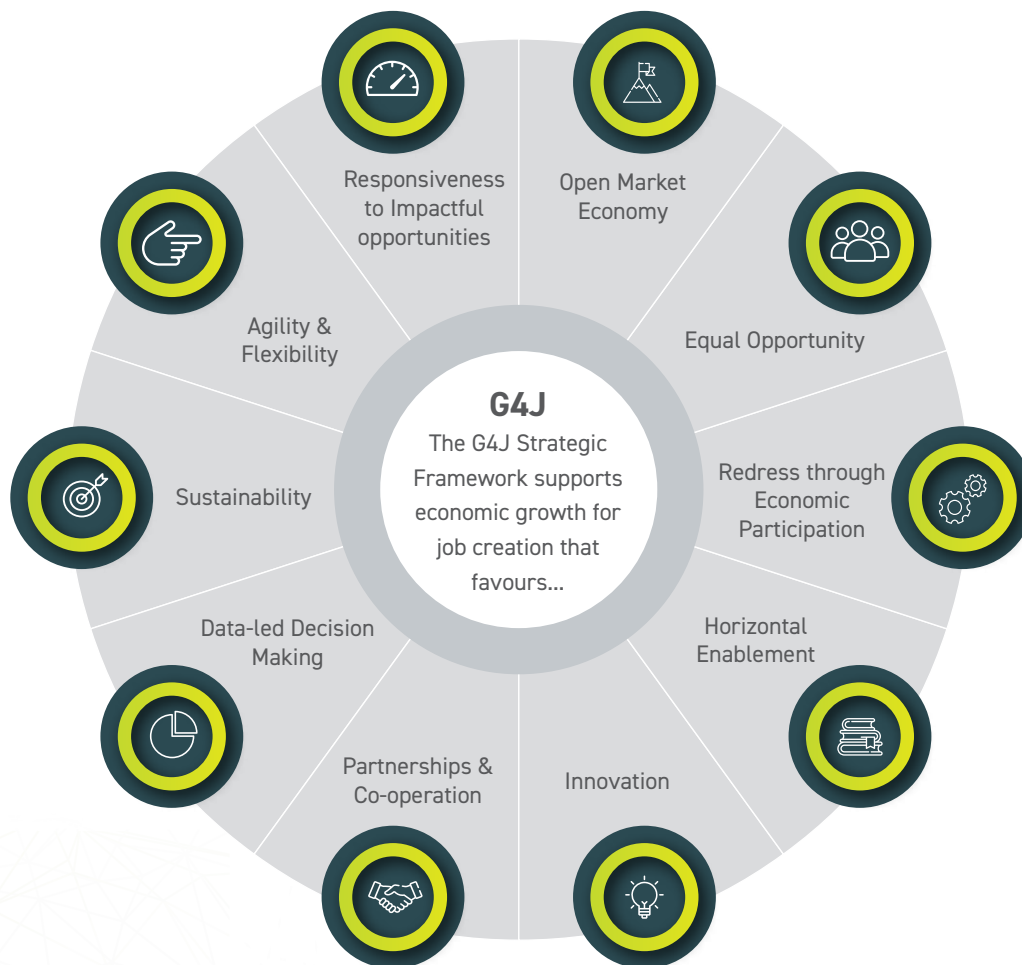 G4J
The G4J Strategic
Framework supports
economic growth for
job creation that
favours...
Open Market
Economy
Equal Opportunity
Redress through
Economic
Participation
Horizontal
Enablement
Innovation
Partnerships &
Co-operation
Data-led Decision
Making
Sustainability
Agility &
Flexibility
Responsiveness
to Impactful
opportunities